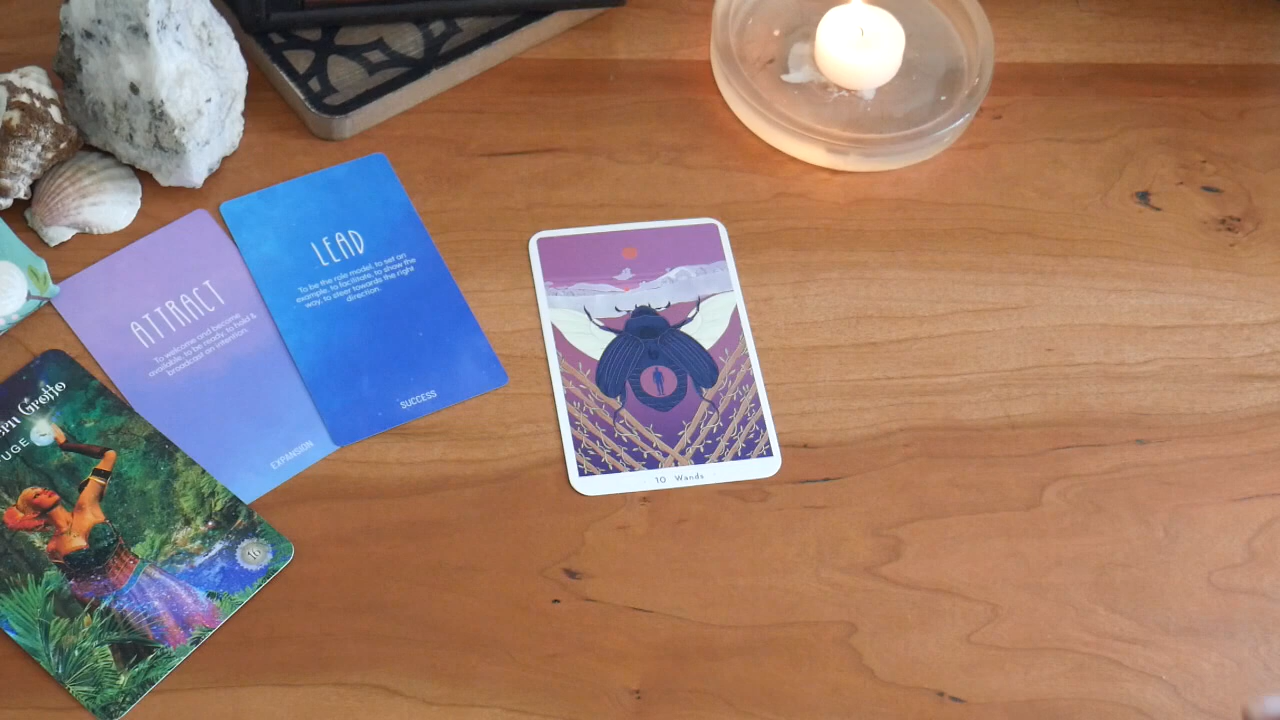 LEAD
To be the role model, to set an
example, to facilitate, to show the
way, to steer towards the right
direction.
SUCCESS
ATTRACT
To welcome and become
available, to be ready, to hold &
broadcast an intention.
EXPANSION
Grotto
16
10 Wands